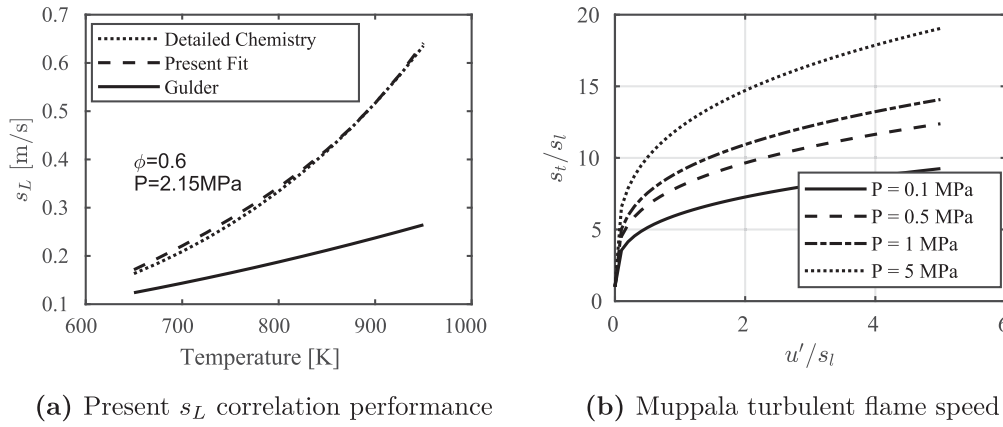 0.7
0.6
0.5
0.4
0.3
0.2
0.1
s_L [m/s]
Detailed Chemistry
Present Fit
Gulder
ϕ=0.6
P=2.15MPa
600 700 800 900 1000
Temperature [K]
(a) Present s_L correlation performance
20
15
10
5
0
s_t/s_l
P = 0.1 MPa
P = 0.5 MPa
P = 1 MPa
P = 5 MPa
0 2 4 6
u′/s_l
(b) Muppala turbulent flame speed